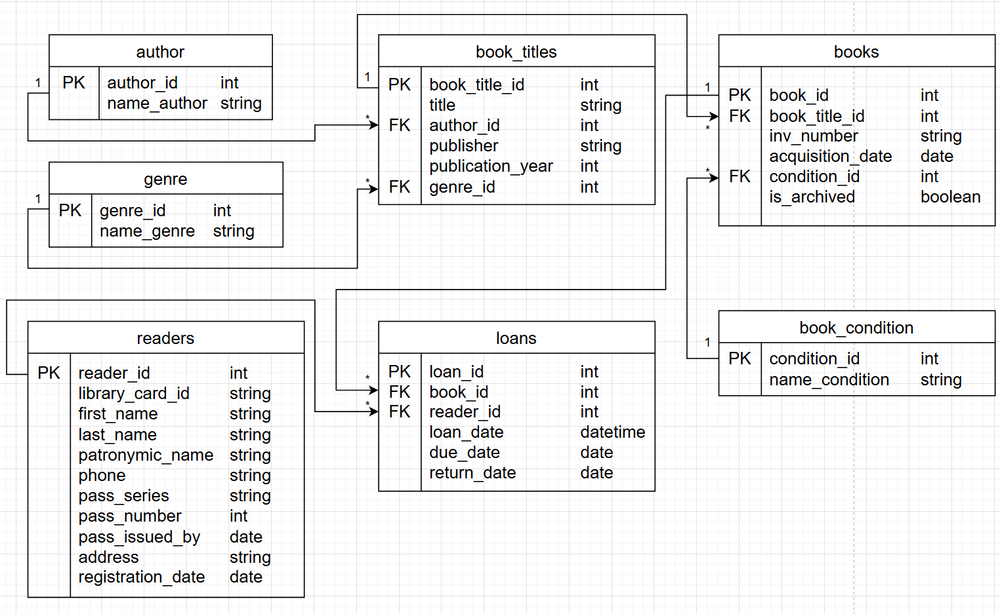 author
1
PK author_id int
name_author string
genre
1
PK genre_id int
name_genre string
book_titles
1
PK book_title_id int
title string
*
FK author_id int
publisher string
publication_year int
*
FK genre_id int
books
1
PK book_id int
FK book_title_id int
*
inv_number string
acquisition_date date
*
FK condition_id int
is_archived boolean
readers
PK reader_id int
library_card_id string
first_name string
last_name string
patronymic_name string
phone string
pass_series string
pass_number int
pass_issued_by date
address string
registration_date date
loans
PK loan_id int
*
FK book_id int
*
FK reader_id int
loan_date datetime
due_date date
return_date date
book_condition
1
PK condition_id int
name_condition string